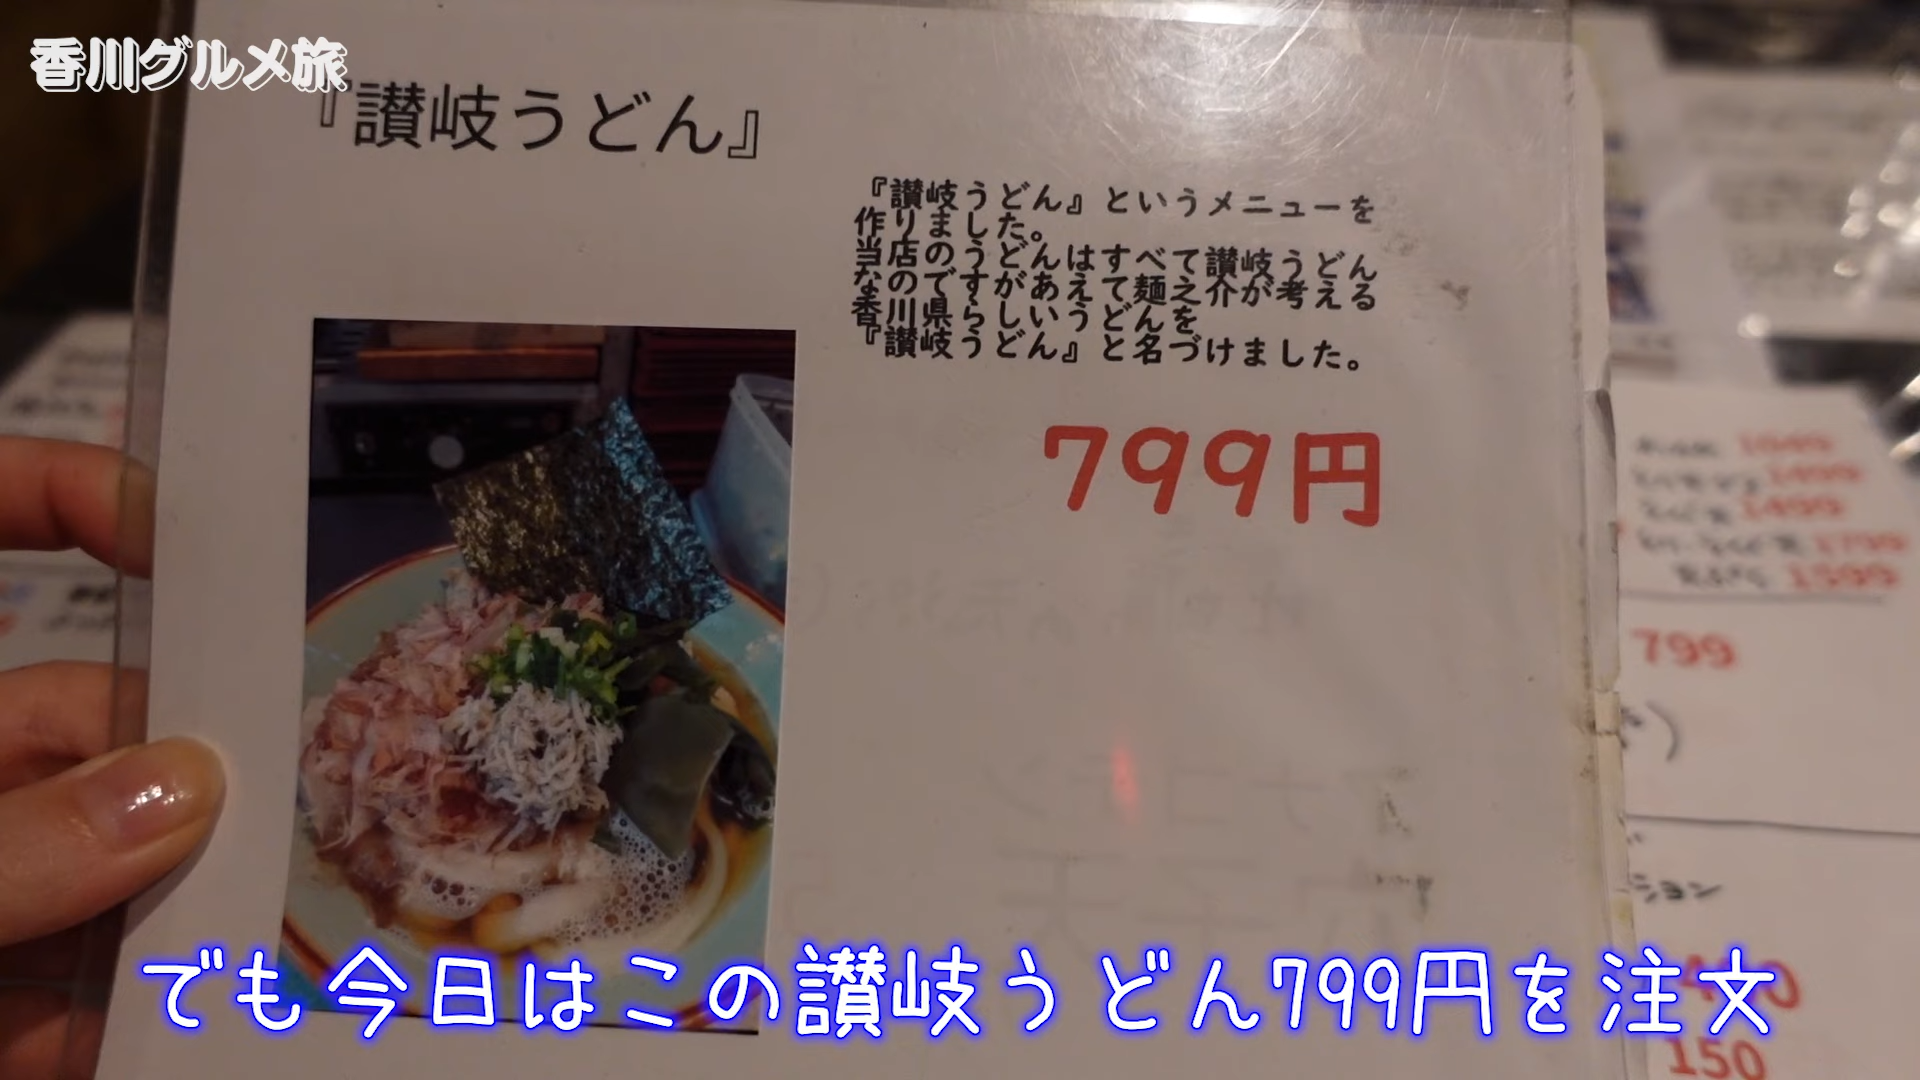 香川グルメ旅
『讃岐うどん』
『讃岐うどん』というメニューを
作りました。
当店のうどんはすべて讃岐うどん
なのですがあえて麺之介が考える
香川県らしいうどんを
『讃岐うどん』と名づけました。
799円
799
150
でも今日はこの讃岐うどん799円を注文